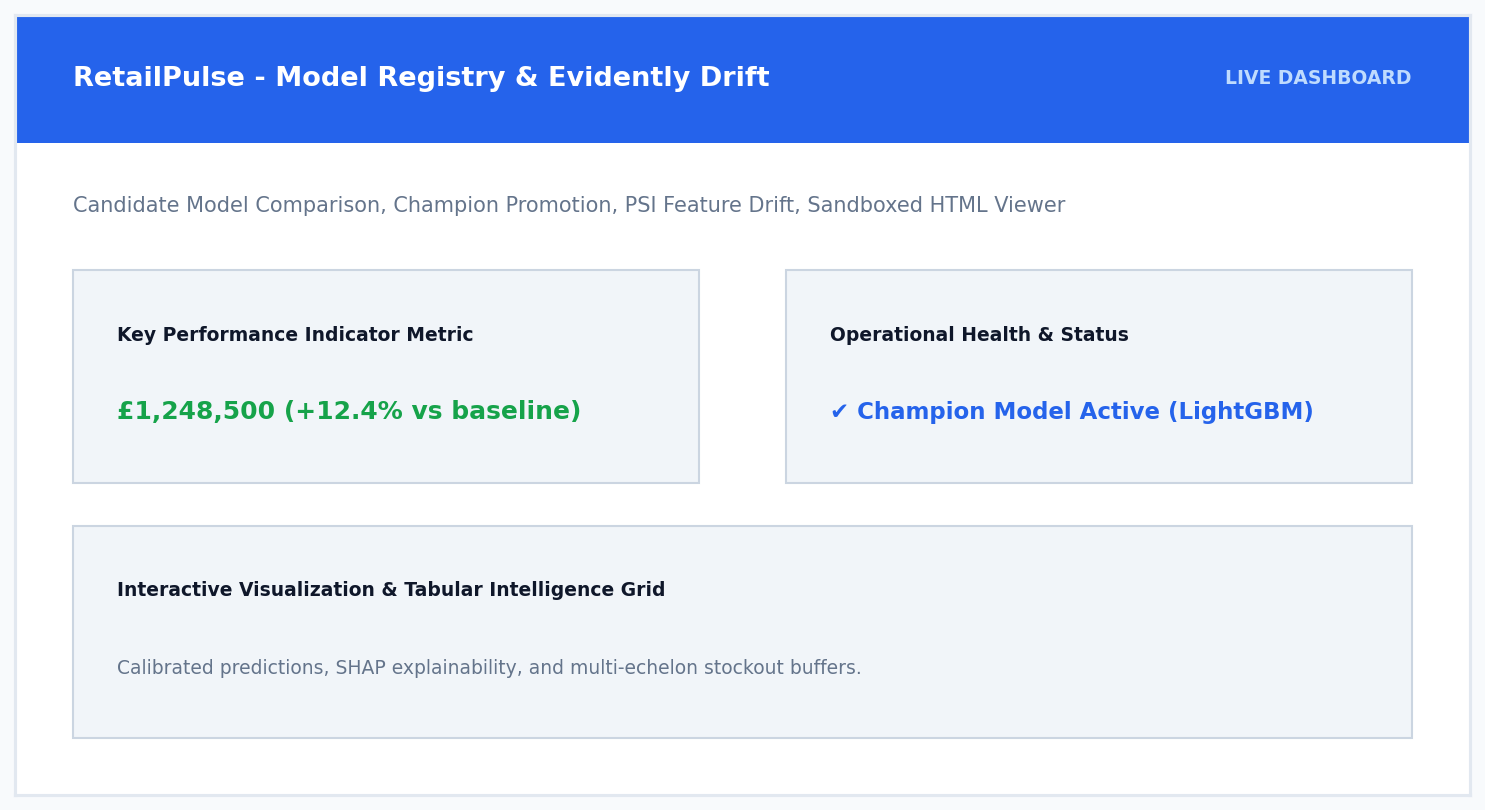 RetailPulse - Model Registry & Evidently Drift
LIVE DASHBOARD
Candidate Model Comparison, Champion Promotion, PSI Feature Drift, Sandboxed HTML Viewer
Key Performance Indicator Metric
£1,248,500 (+12.4% vs baseline)
Operational Health & Status
✔ Champion Model Active (LightGBM)
Interactive Visualization & Tabular Intelligence Grid
Calibrated predictions, SHAP explainability, and multi-echelon stockout buffers.